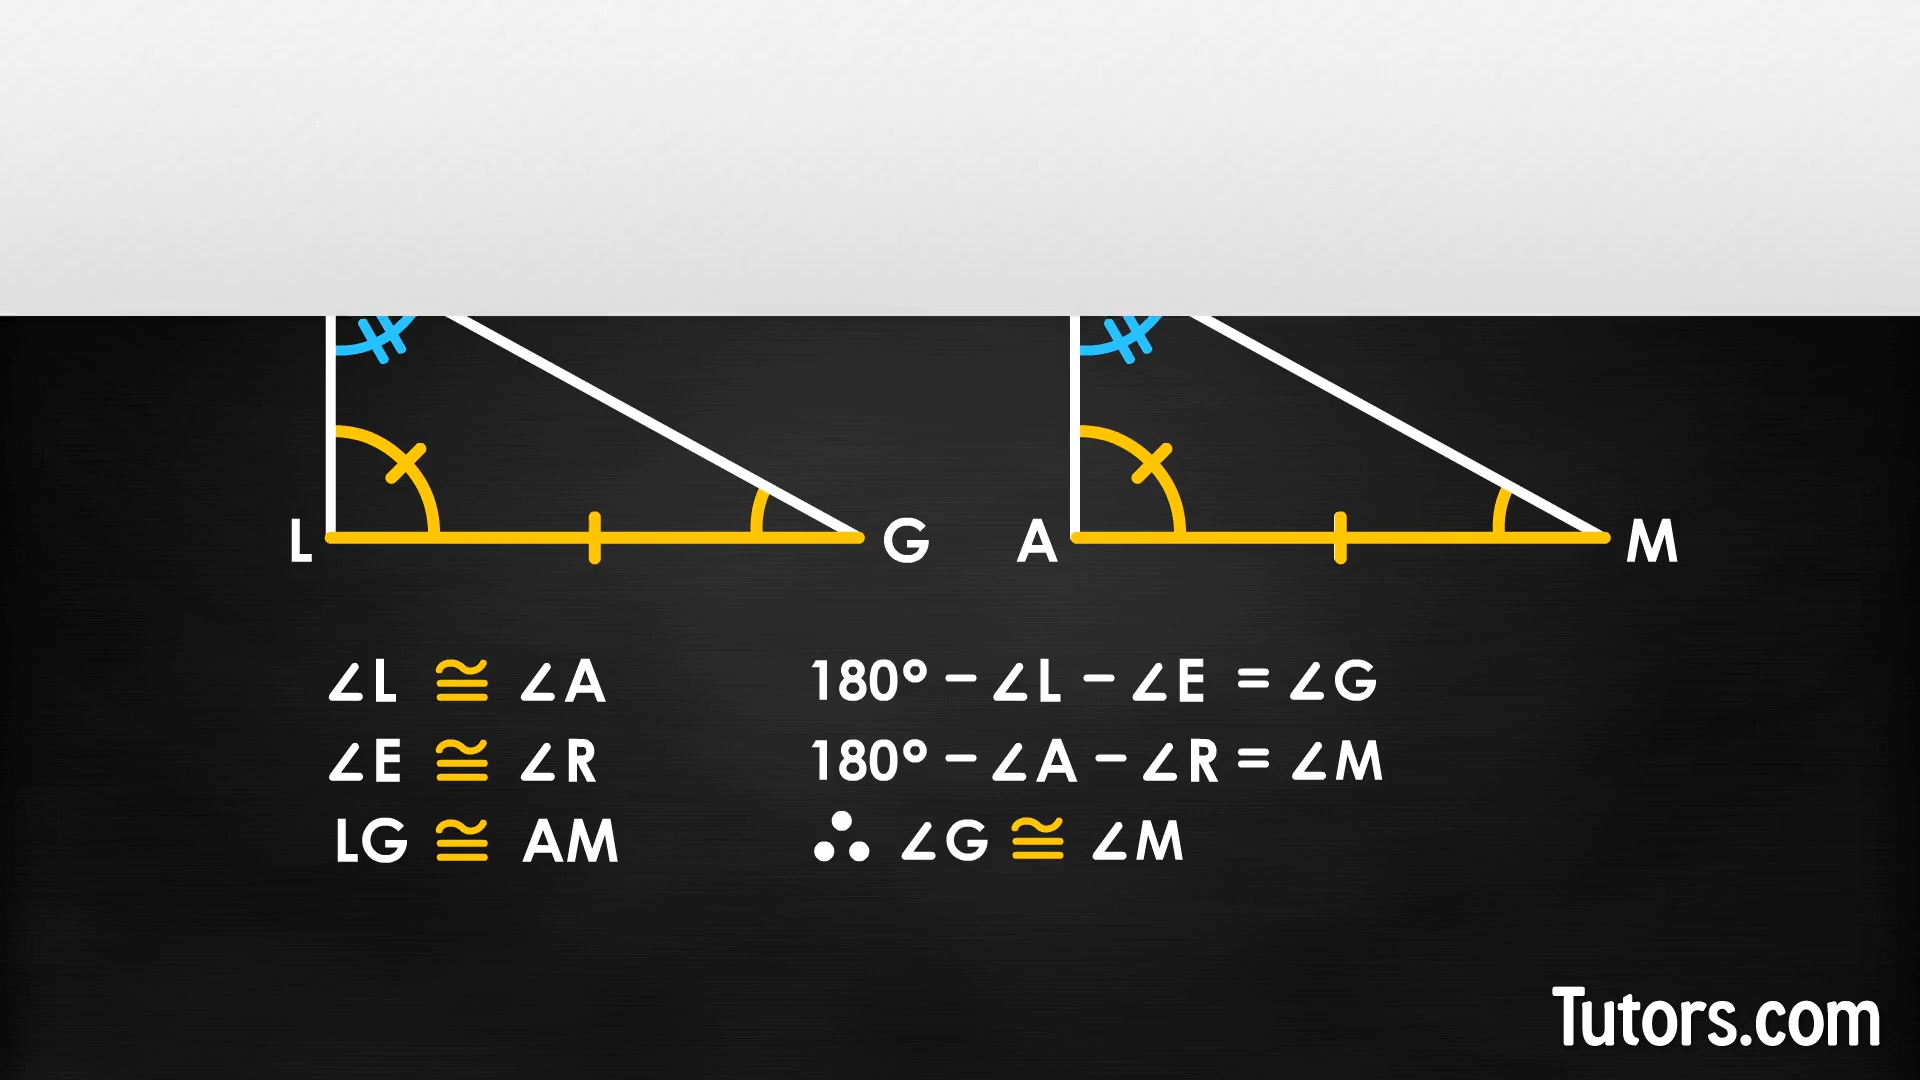 L G A M
∠L ≅ ∠A
∠E ≅ ∠R
LG ≅ AM
180° − ∠L − ∠E = ∠G
180° − ∠A − ∠R = ∠M
∴ ∠G ≅ ∠M
Tutors.com